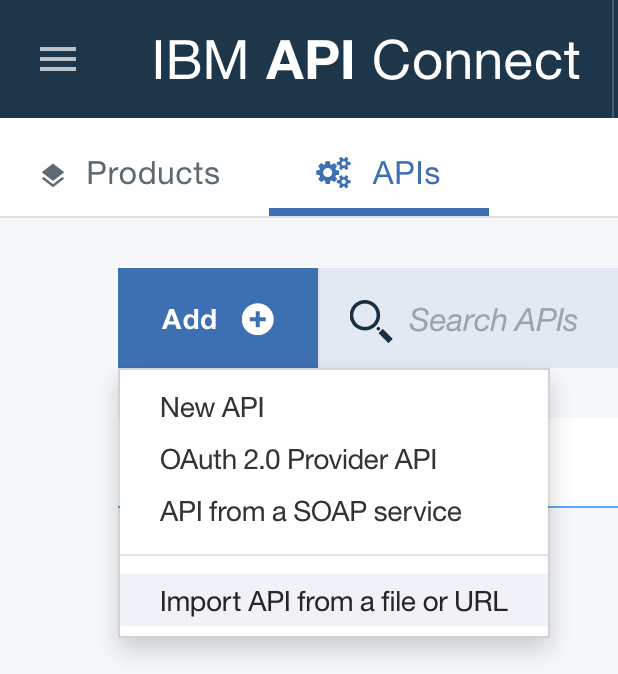 IBM API Connect
Products
APIs
Add
Search APIs
New API
OAuth 2.0 Provider API
API from a SOAP service
Import API from a file or URL